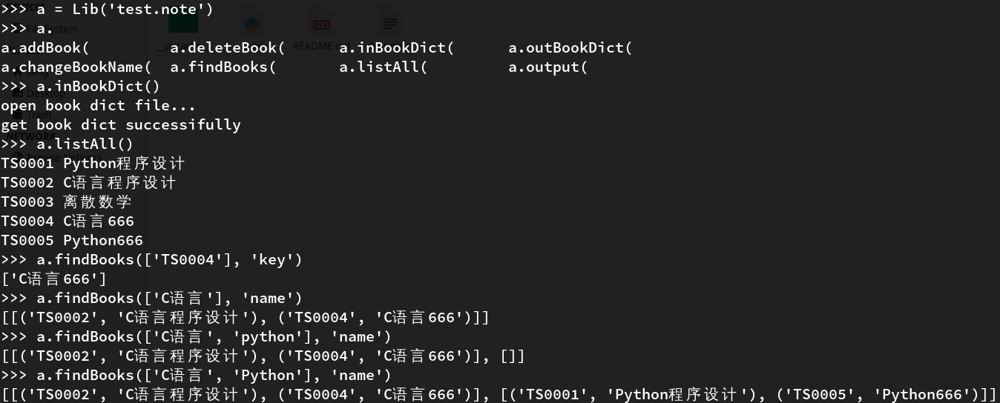 >>> a = Lib('test.note')
>>> a.
a.addBook(         a.deleteBook(      a.inBookDict(      a.outBookDict(
a.changeBookName(  a.findBooks(       a.listAll(         a.output(
>>> a.inBookDict()
open book dict file...
get book dict successifully
>>> a.listAll()
TS0001 Python程序设计
TS0002 C语言程序设计
TS0003 离散数学
TS0004 C语言666
TS0005 Python666
>>> a.findBooks(['TS0004'], 'key')
['C语言666']
>>> a.findBooks(['C语言'], 'name')
[[('TS0002', 'C语言程序设计'), ('TS0004', 'C语言666')]]
>>> a.findBooks(['C语言', 'python'], 'name')
[[('TS0002', 'C语言程序设计'), ('TS0004', 'C语言666')], []]
>>> a.findBooks(['C语言', 'Python'], 'name')
[[('TS0002', 'C语言程序设计'), ('TS0004', 'C语言666')], [('TS0001', 'Python程序设计'), ('TS0005', 'Python666')]]